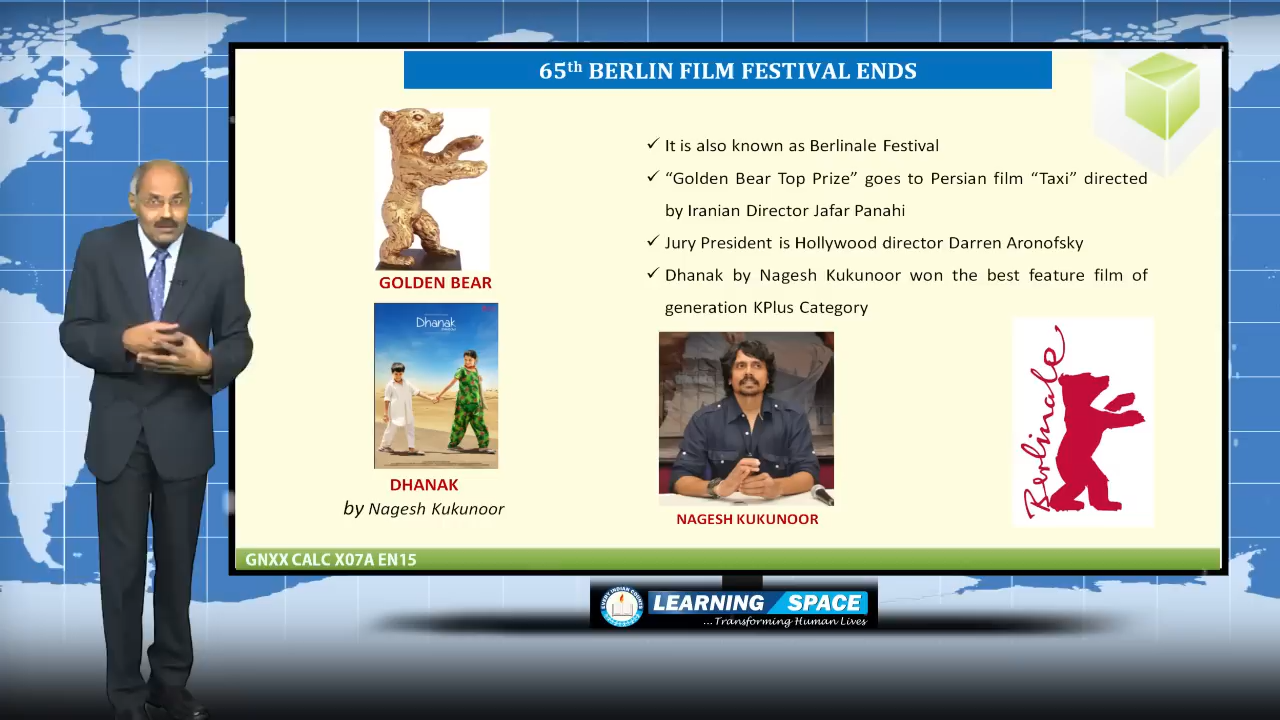 65th BERLIN FILM FESTIVAL ENDS
GOLDEN BEAR
Dhanak
DHANAK
by Nagesh Kukunoor
✓ It is also known as Berlinale Festival
✓ “Golden Bear Top Prize” goes to Persian film “Taxi” directed
by Iranian Director Jafar Panahi
✓ Jury President is Hollywood director Darren Aronofsky
✓ Dhanak by Nagesh Kukunoor won the best feature film of
generation KPlus Category
NAGESH KUKUNOOR
Berlinale
GNXX CALC X07A EN15
EVERY INDIAN COUNTS
LEARNING SPACE
...Transforming Human Lives